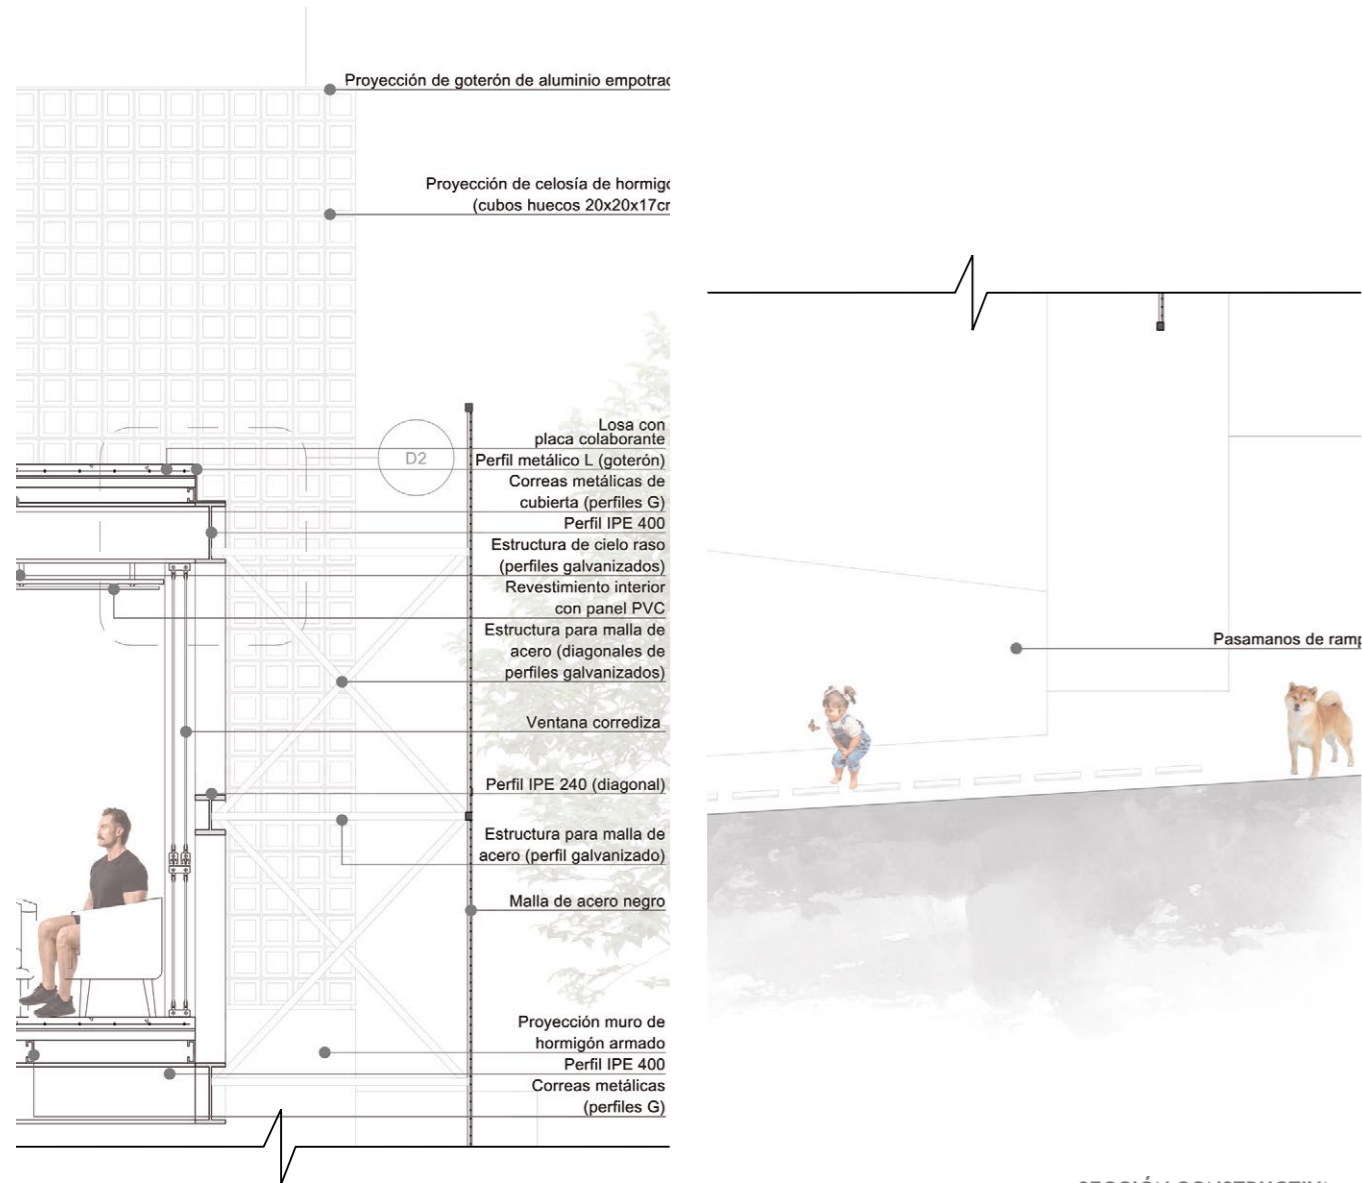 Proyección de goterón de aluminio
Proyección de celosía de
(cubos huecos
Losa con
placa colaborante
D2
Perfil metálico L (goterón)
Correas metálicas de
cubierta (perfiles G)
Perfil IPE 400
Estructura de cielo raso
(perfiles galvanizados)
Revestimiento interior
con panel PVC
Estructura para malla de
acero (diagonales de
perfiles galvanizados)
Ventana corrediza
Perfil IPE 240 (diagonal)
Estructura para malla de
acero (perfil galvanizado)
Malla de acero negro
Proyección muro de
hormigón armado
Perfil IPE 400
Correas metálicas
(perfiles G)
Pasamanos de